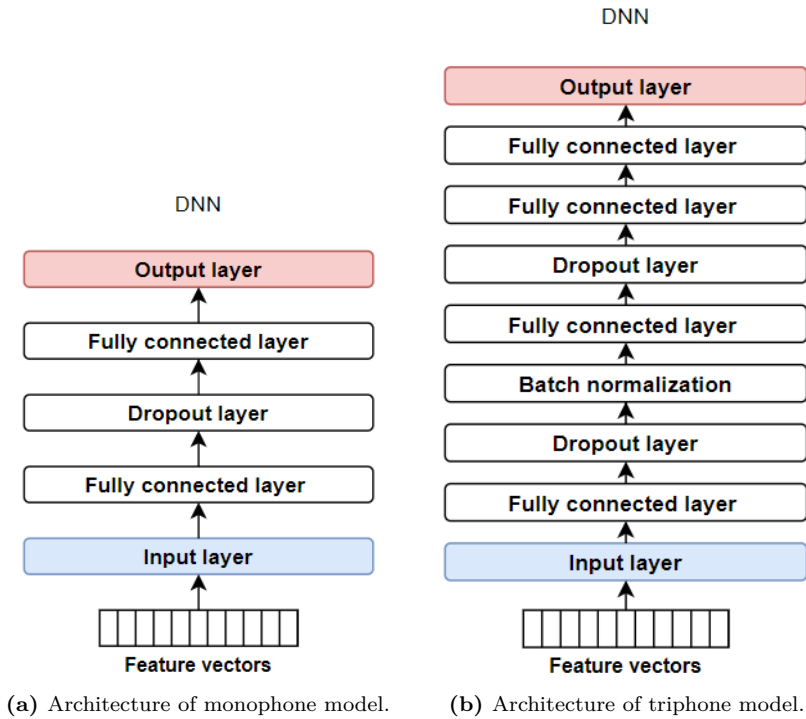 DNN
Output layer
Fully connected layer
Dropout layer
Fully connected layer
Input layer
Feature vectors
(a) Architecture of monophone model.
DNN
Output layer
Fully connected layer
Fully connected layer
Dropout layer
Fully connected layer
Batch normalization
Dropout layer
Fully connected layer
Input layer
Feature vectors
(b) Architecture of triphone model.